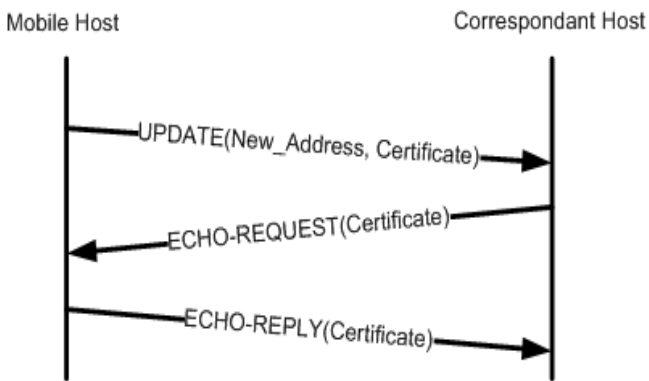 Mobile Host
Correspondant Host
UPDATE(New_Address, Certificate)
ECHO-REQUEST(Certificate)
ECHO-REPLY(Certificate)